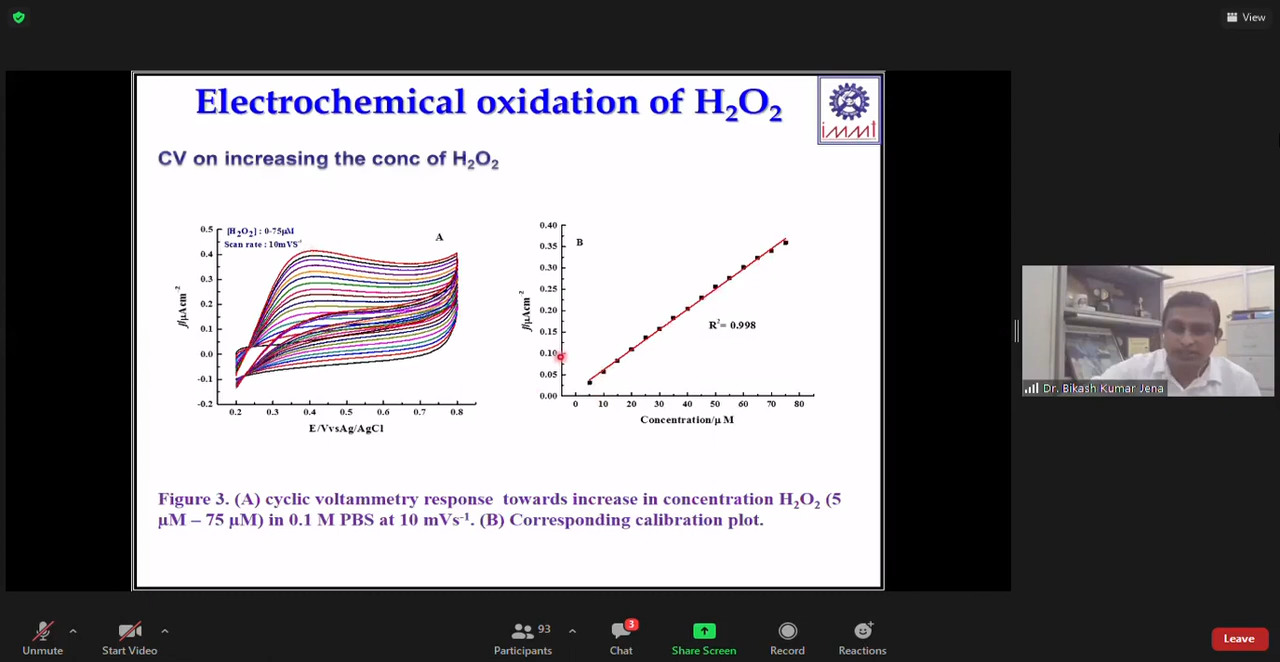 View
Electrochemical oxidation of H2O2
immt
CV on increasing the conc of H2O2
[H2O2] : 0-75µM
Scan rate : 10mVS-1
A
0.5
0.4
0.3
0.2
0.1
0.0
-0.1
-0.2
j/µAcm-2
0.2 0.3 0.4 0.5 0.6 0.7 0.8
E/VvsAg/AgCl
B
0.40
0.35
0.30
0.25
0.20
0.15
0.10
0.05
0.00
j/µAcm-2
R2= 0.998
0 10 20 30 40 50 60 70 80
Concentration/µ M
Figure 3. (A) cyclic voltammetry response towards increase in concentration H2O2 (5
µM – 75 µM) in 0.1 M PBS at 10 mVs-1. (B) Corresponding calibration plot.
Dr. Bikash Kumar Jena
93
3
Unmute Start Video Participants Chat Share Screen Record Reactions Leave